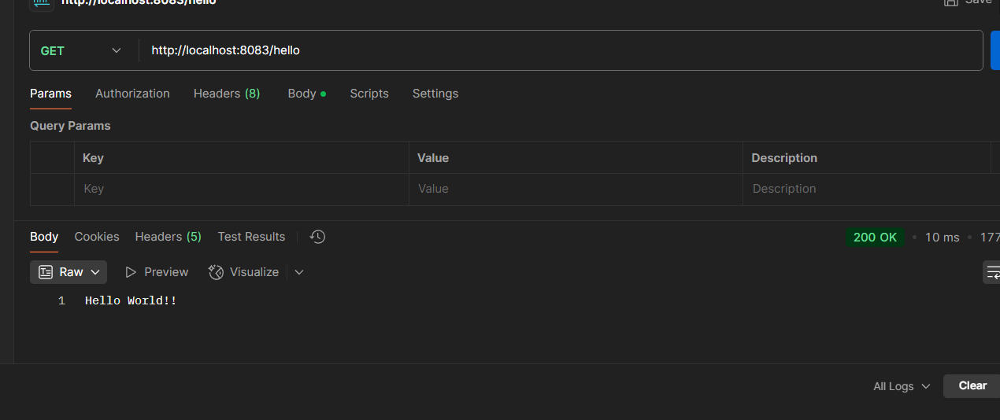 http://localhost:8083/hello Save
GET http://localhost:8083/hello
Params Authorization Headers (8) Body Scripts Settings
Query Params
Key Value Description
Key Value Description
Body Cookies Headers (5) Test Results 200 OK 10 ms 177
Raw Preview Visualize
1 Hello World!!
All Logs Clear